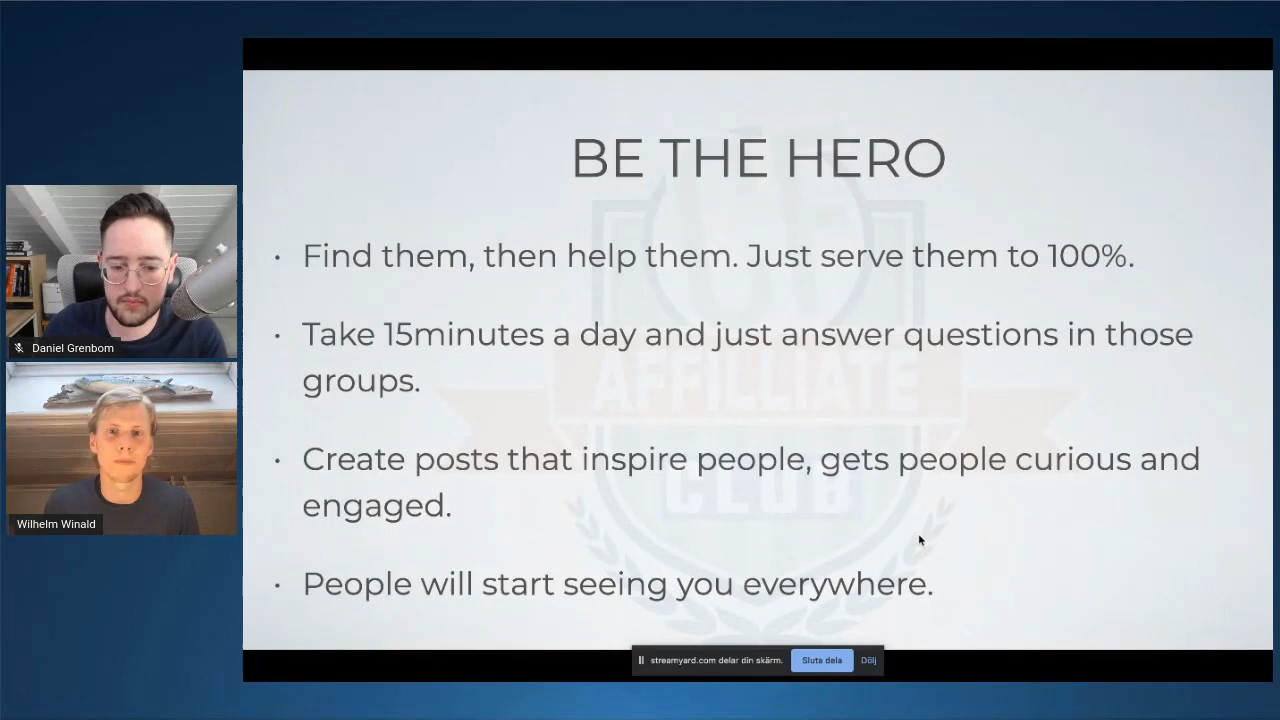 BE THE HERO
• Find them, then help them. Just serve them to 100%.
• Take 15minutes a day and just answer questions in those
groups.
• Create posts that inspire people, gets people curious and
engaged.
• People will start seeing you everywhere.
AFFILLIATE
CLUB
Daniel Grenbom
Wilhelm Winald
streamyard.com delar din skärm.
Sluta dela
Dölj